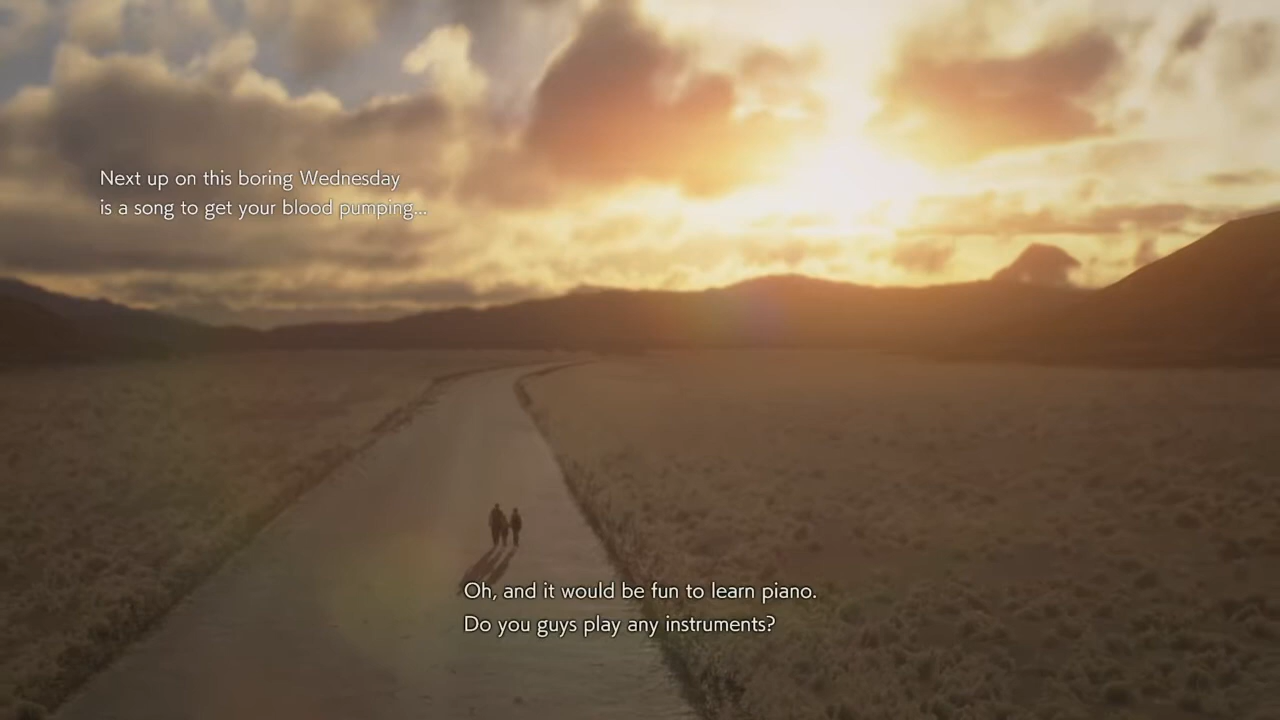 Next up on this boring Wednesday
is a song to get your blood pumping...
Oh, and it would be fun to learn piano.
Do you guys play any instruments?